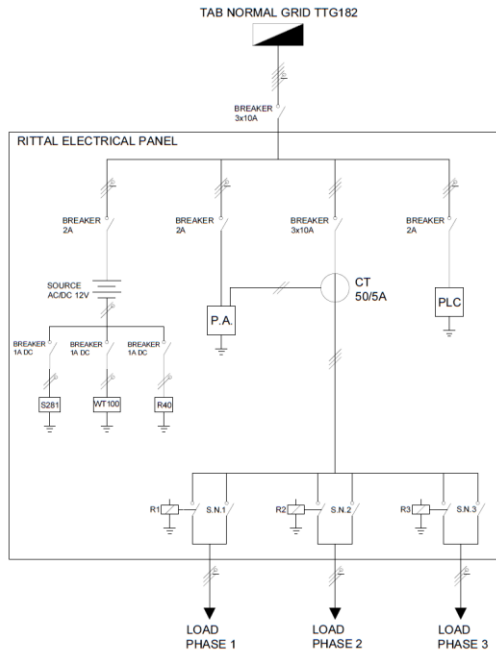 TAB NORMAL GRID TTG182
BREAKER
3x10A
RITTAL ELECTRICAL PANEL
BREAKER
2A
BREAKER
2A
BREAKER
3x10A
BREAKER
2A
SOURCE
AC/DC 12V
CT
50/5A
P.A.
PLC
BREAKER
1A DC
BREAKER
1A DC
BREAKER
1A DC
S281
WT100
R40
R1
S.N.1
R2
S.N.2
R3
S.N.3
LOAD
PHASE 1
LOAD
PHASE 2
LOAD
PHASE 3